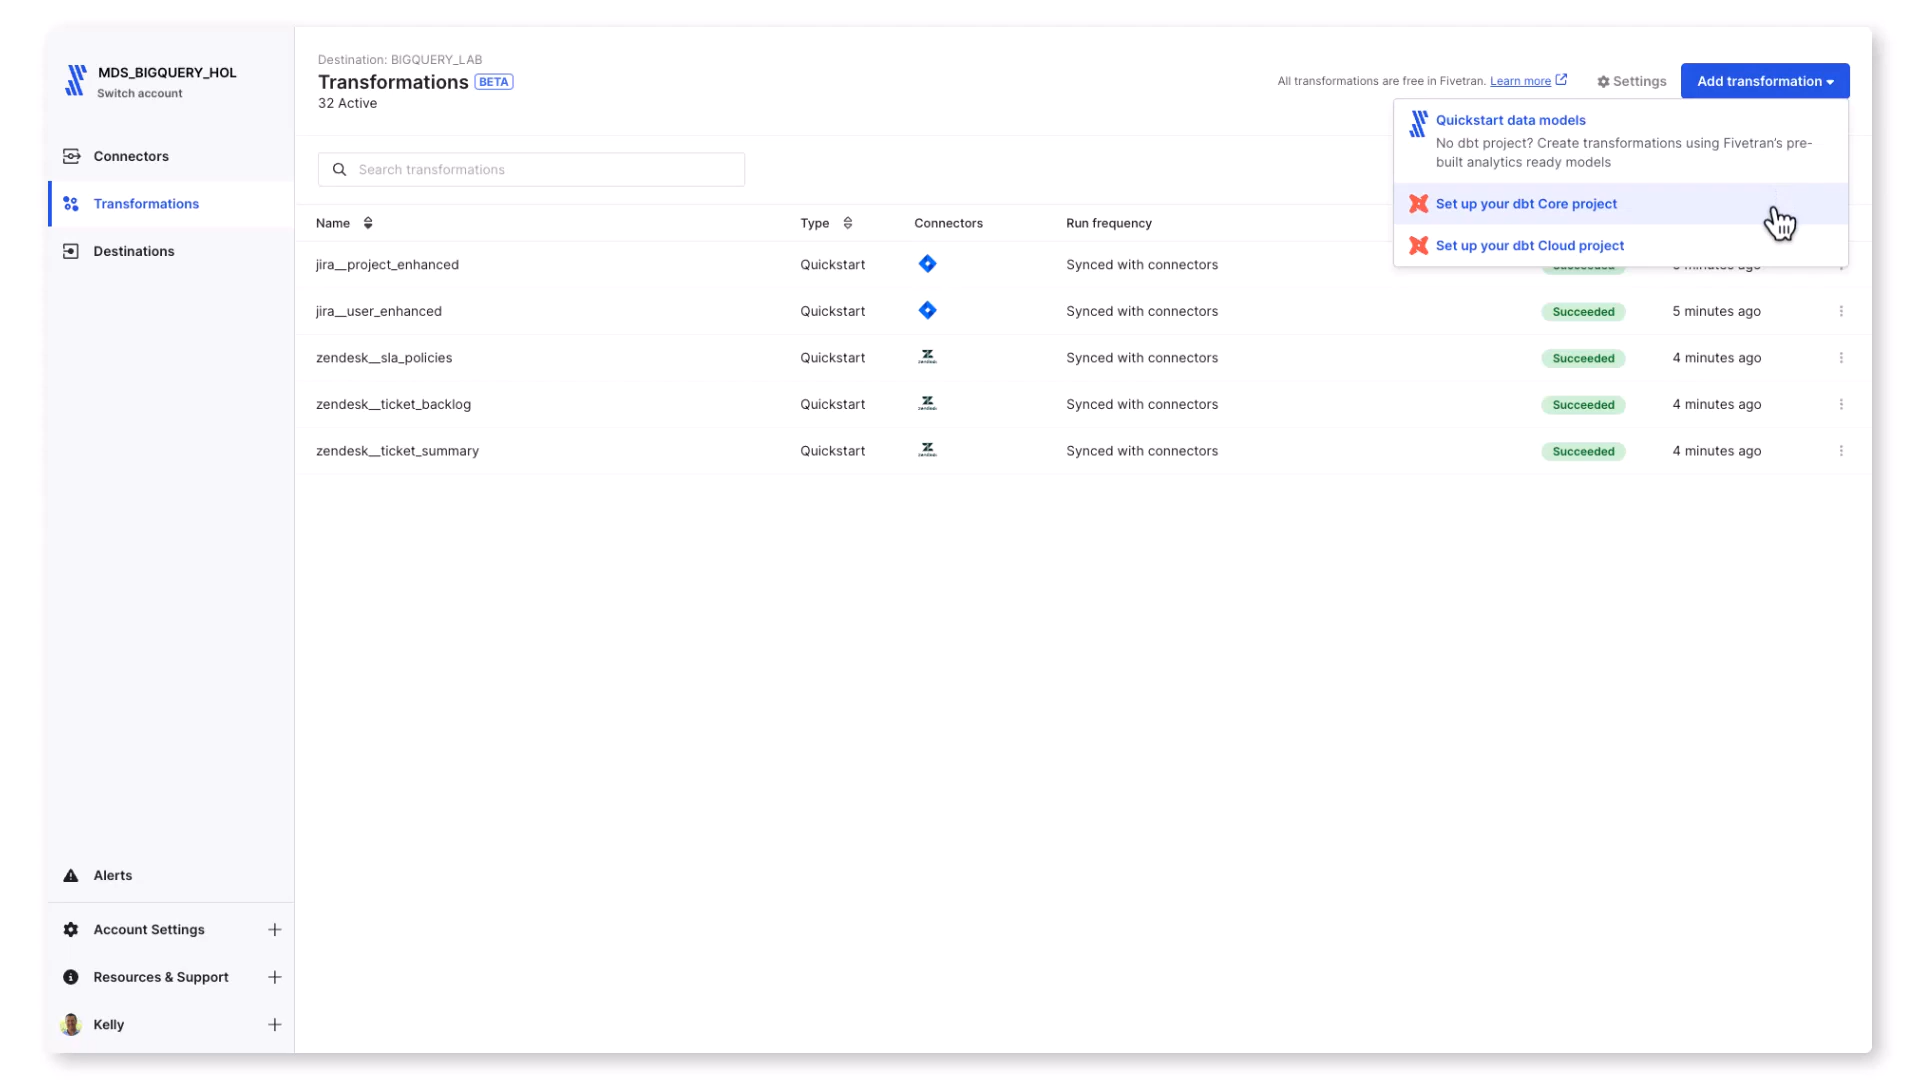 MDS_BIGQUERY_HOL
Switch account
Connectors
Transformations
Destinations
Alerts
Account Settings
Resources & Support
Kelly
Destination: BIGQUERY_LAB
Transformations BETA
32 Active
All transformations are free in Fivetran. Learn more
Settings
Add transformation
Quickstart data models
No dbt project? Create transformations using Fivetran's pre-
built analytics ready models
Set up your dbt Core project
Set up your dbt Cloud project
Search transformations
Name Type Connectors Run frequency
jira__project_enhanced Quickstart Synced with connectors
jira__user_enhanced Quickstart Synced with connectors Succeeded 5 minutes ago
zendesk__sla_policies Quickstart zendesk Synced with connectors Succeeded 4 minutes ago
zendesk__ticket_backlog Quickstart zendesk Synced with connectors Succeeded 4 minutes ago
zendesk__ticket_summary Quickstart zendesk Synced with connectors Succeeded 4 minutes ago